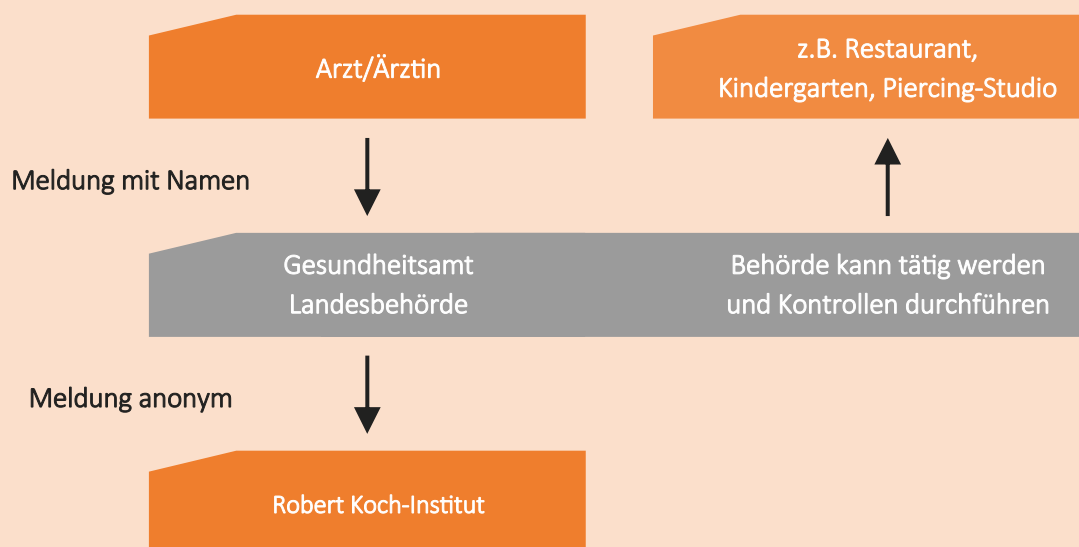 Arzt/Ärztin
z.B. Restaurant,
Kindergarten, Piercing-Studio
Meldung mit Namen
Gesundheitsamt
Landesbehörde
Behörde kann tätig werden
und Kontrollen durchführen
Meldung anonym
Robert Koch-Institut